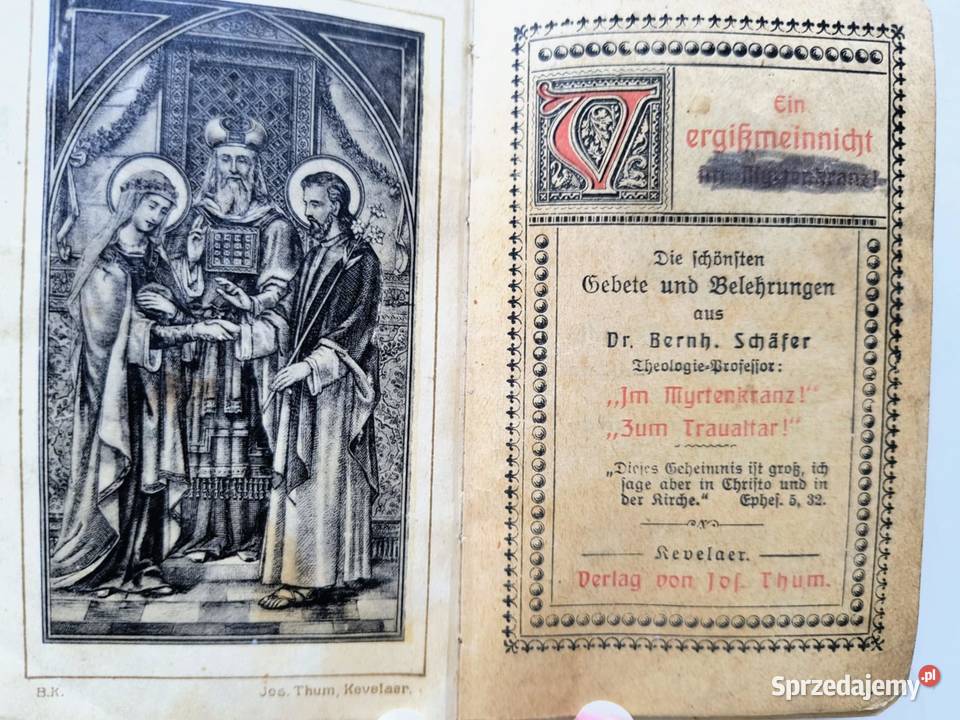 B.K.
Jos. Thum, Kevelaer.
Ein
Vergißmeinnicht
im Myrtenkranz!
Die schönsten
Gebete und Belehrungen
aus
Dr. Bernh. Schäfer
Theologie-Professor:
„Im Myrtenkranz!“
„Zum Traualtar!“
„Dieses Geheimnis ist groß, ich
sage aber in Christo und in
der Kirche.“ Ephes. 5, 32.
Kevelaer.
Verlag von Jos. Thum.
Sprzedajemy.pl